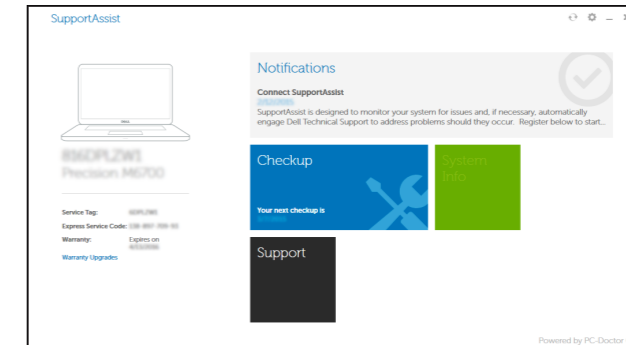 SupportAssist
Notifications
Connect SupportAssist
SupportAssist is designed to monitor your system for issues and, if necessary, automatically
engage Dell Technical Support to address problems should they occur. Register below to start...
Precision M6700
Checkup
System
Info
Your next checkup is
Service Tag:
Express Service Code:
Warranty: Expires on
Warranty Upgrades
Support
Powered by PC-Doctor